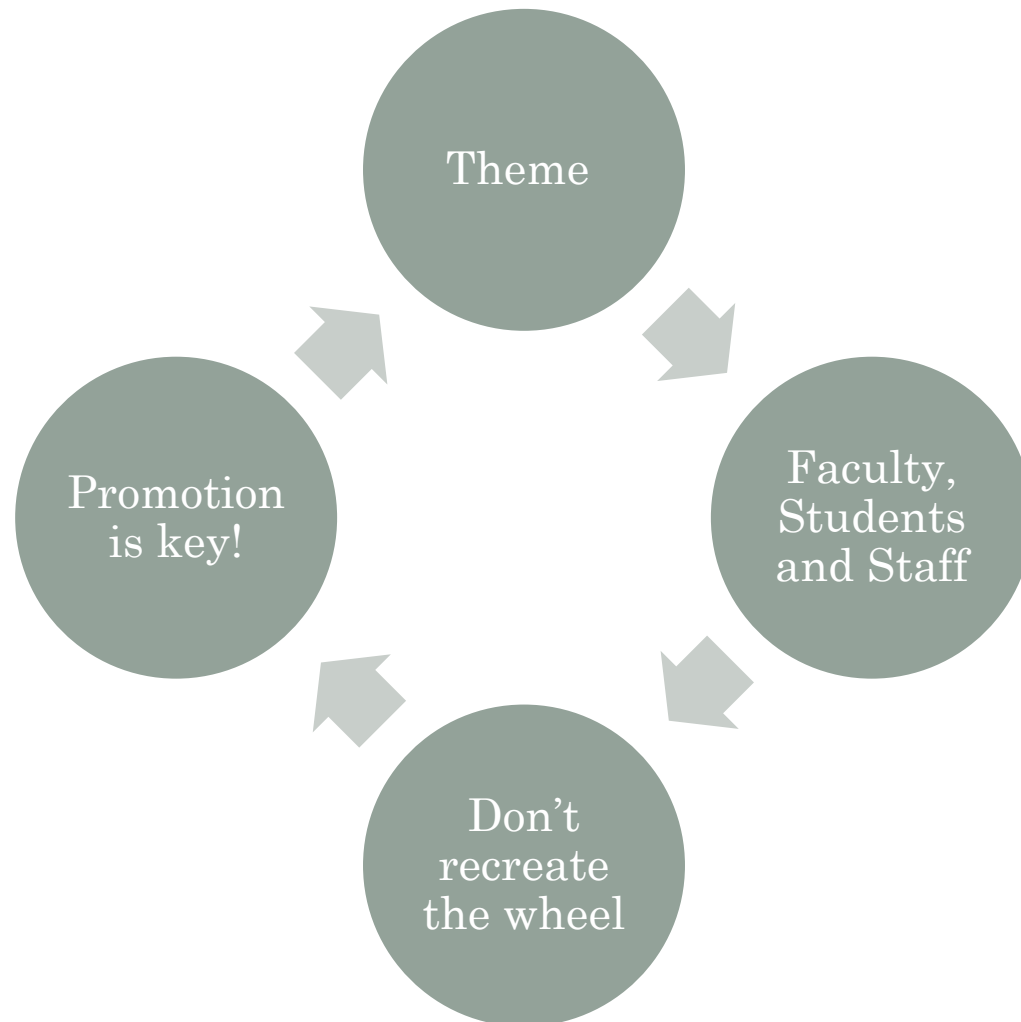 Theme
Faculty,
Students
and Staff
Don’t
recreate
the wheel
Promotion
is key!